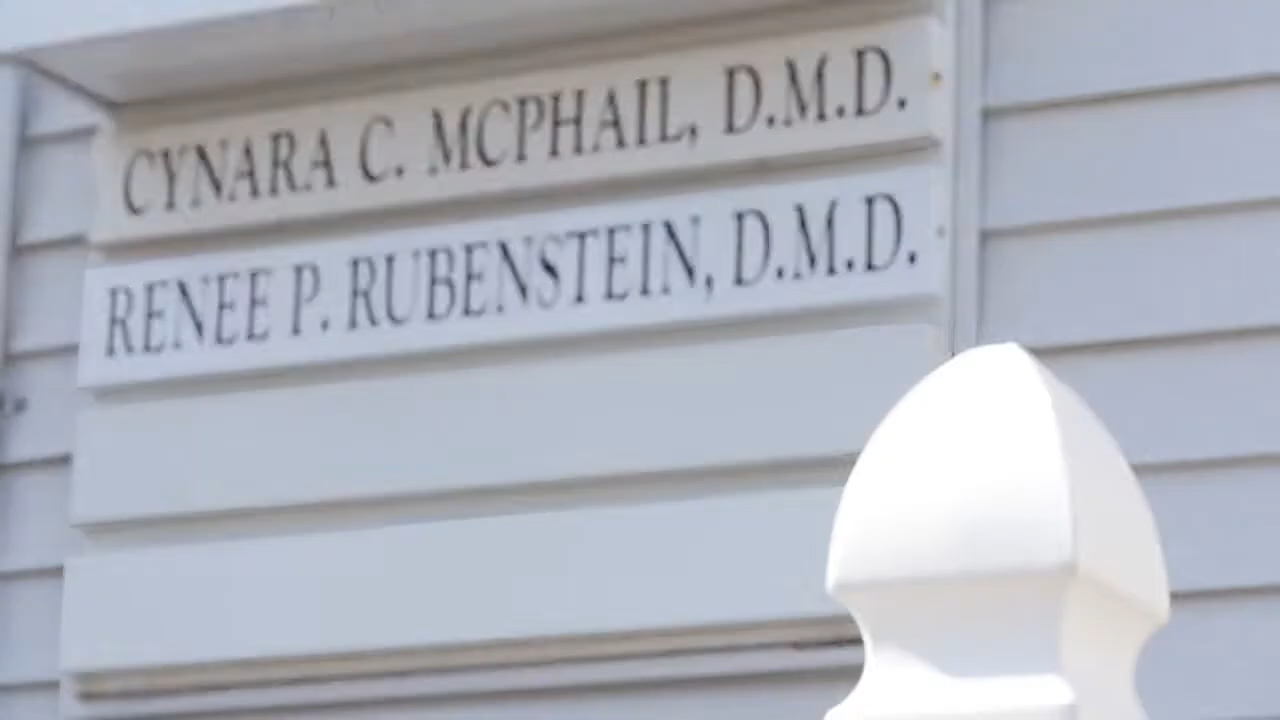 CYNARA C. MCPHAIL, D.M.D.
RENEE P. RUBENSTEIN, D.M.D.